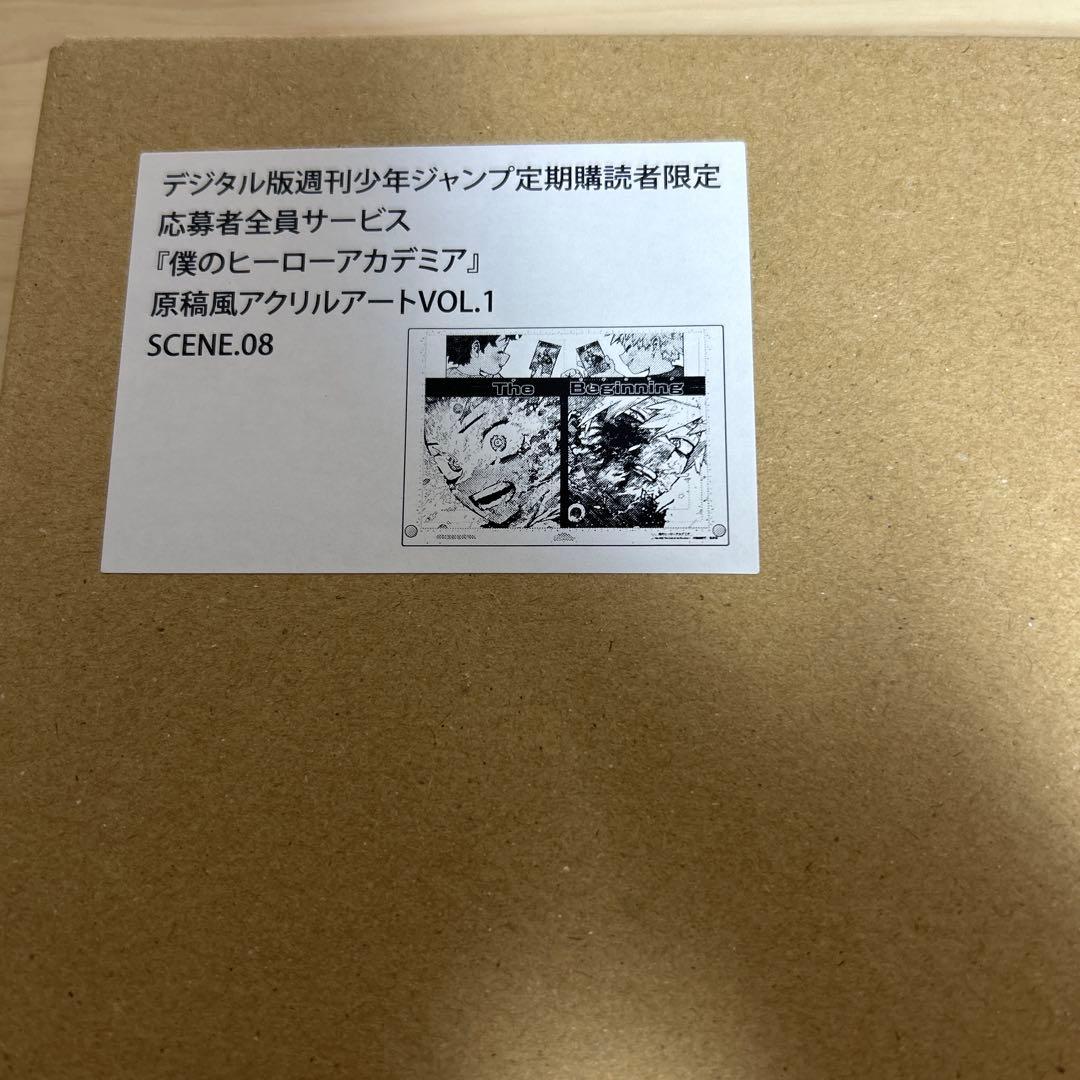 デジタル版週刊少年ジャンプ定期購読者限定
応募者全員サービス
『僕のヒーローアカデミア』
原稿風アクリルアートVOL.1
SCENE.08
The Beginning